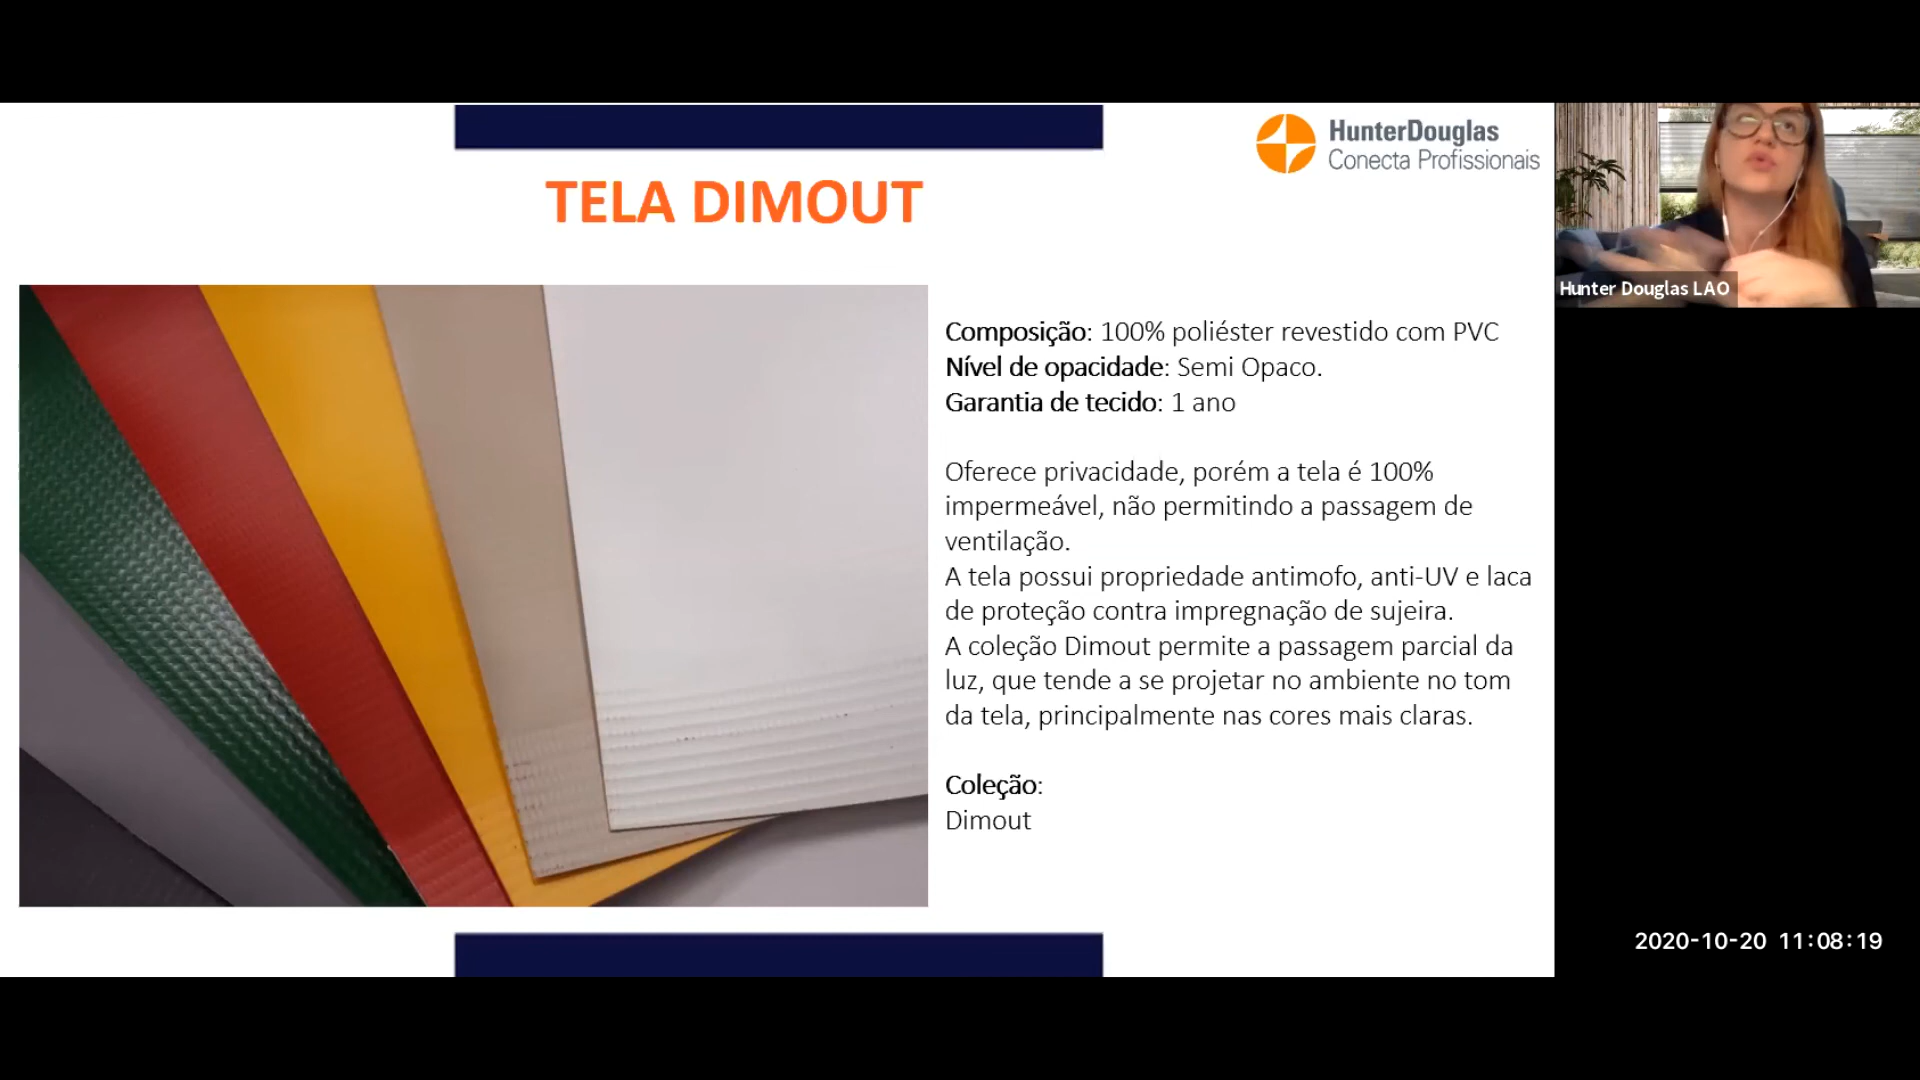 HunterDouglas
Conecta Profissionais
TELA DIMOUT
Hunter Douglas LAO
Composição: 100% poliéster revestido com PVC
Nível de opacidade: Semi Opaco.
Garantia de tecido: 1 ano
Oferece privacidade, porém a tela é 100%
impermeável, não permitindo a passagem de
ventilação.
A tela possui propriedade antimofo, anti-UV e laca
de proteção contra impregnação de sujeira.
A coleção Dimout permite a passagem parcial da
luz, que tende a se projetar no ambiente no tom
da tela, principalmente nas cores mais claras.
Coleção:
Dimout
2020-10-20 11:08:19